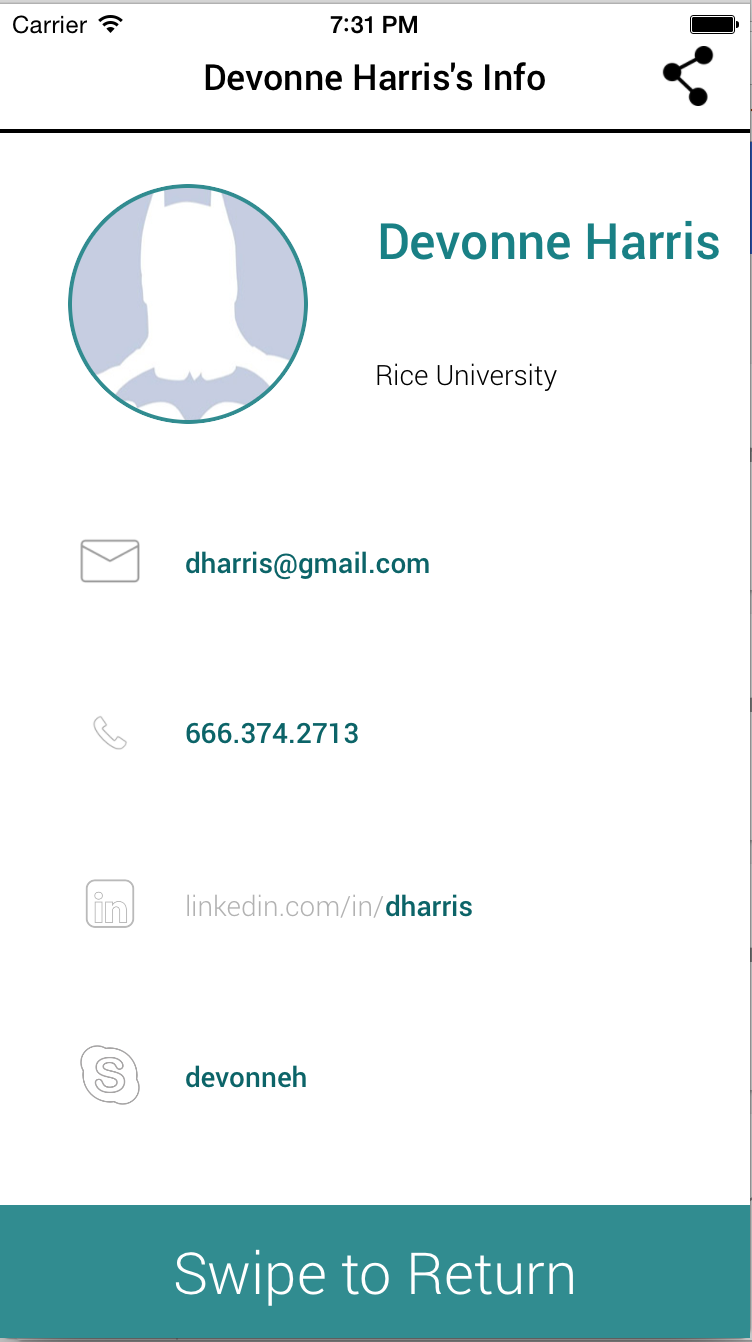 Carrier 7:31 PM
Devonne Harris's Info
Devonne Harris
Rice University
dharris@gmail.com
666.374.2713
in linkedin.com/in/dharris
S devonneh
Swipe to Return